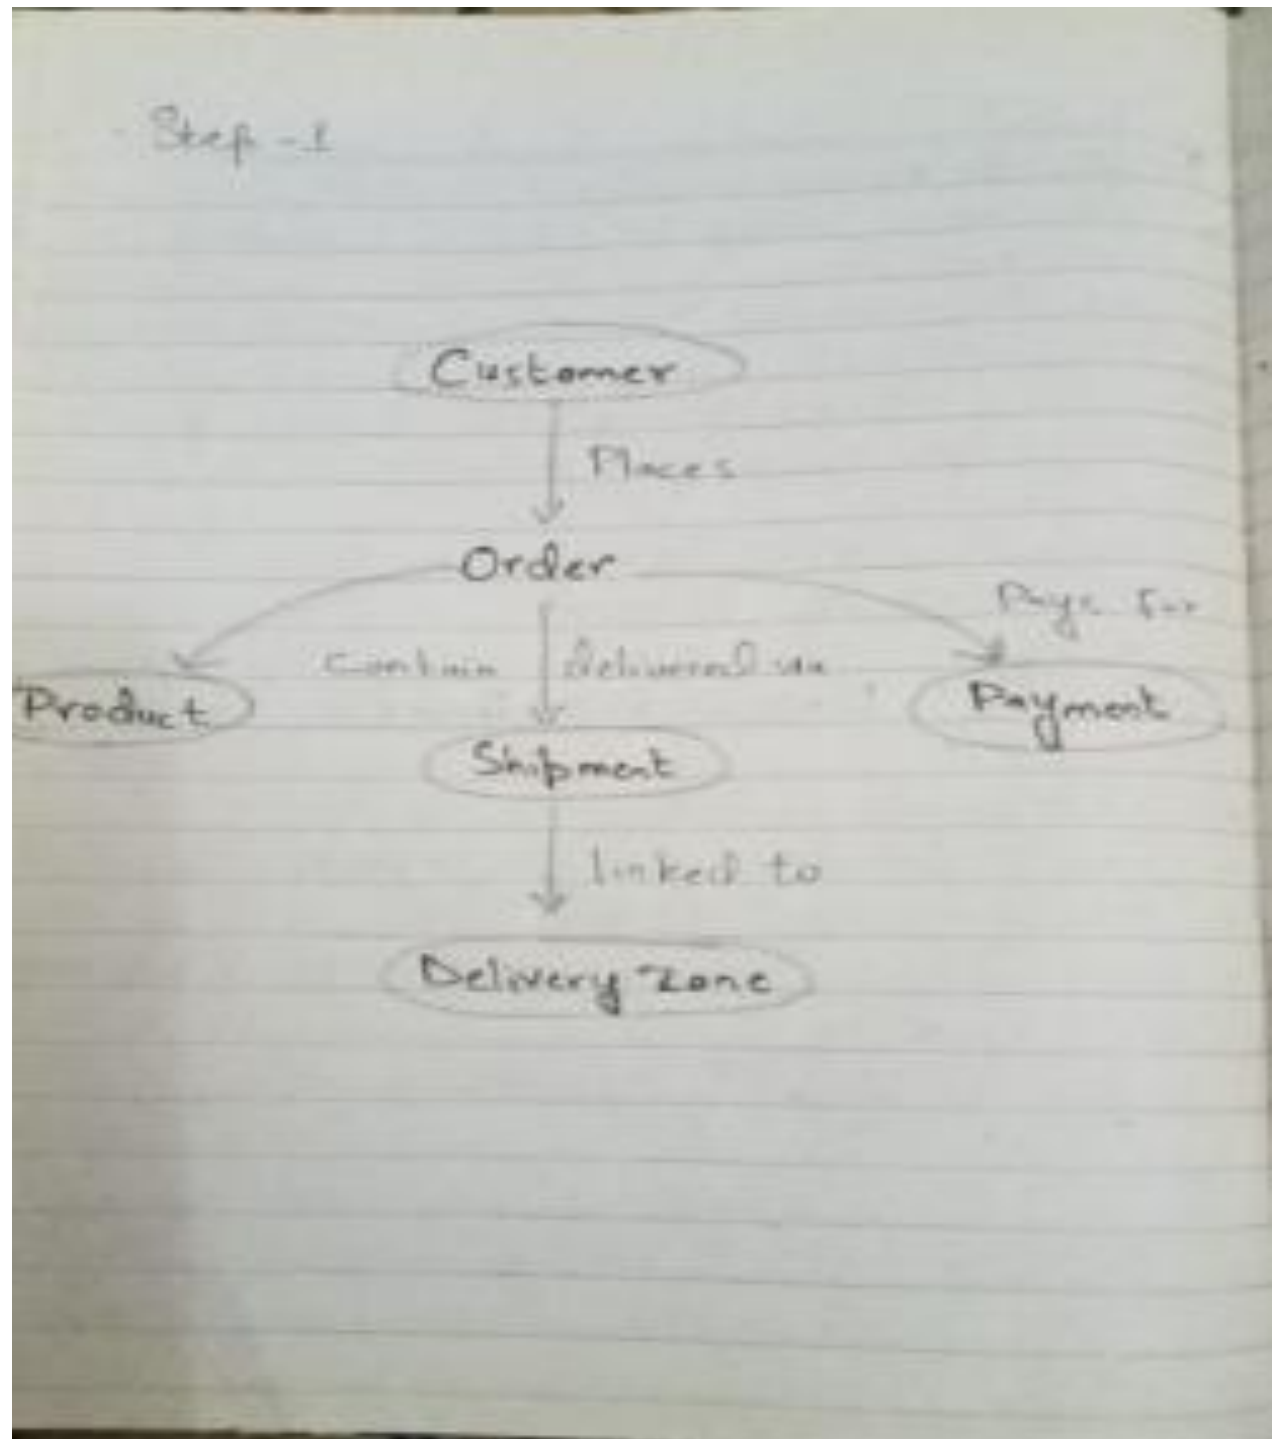 Step-1
Customer
Places
Order
Pays for
contain delivered via
Product
Payment
Shipment
linked to
Delivery zone